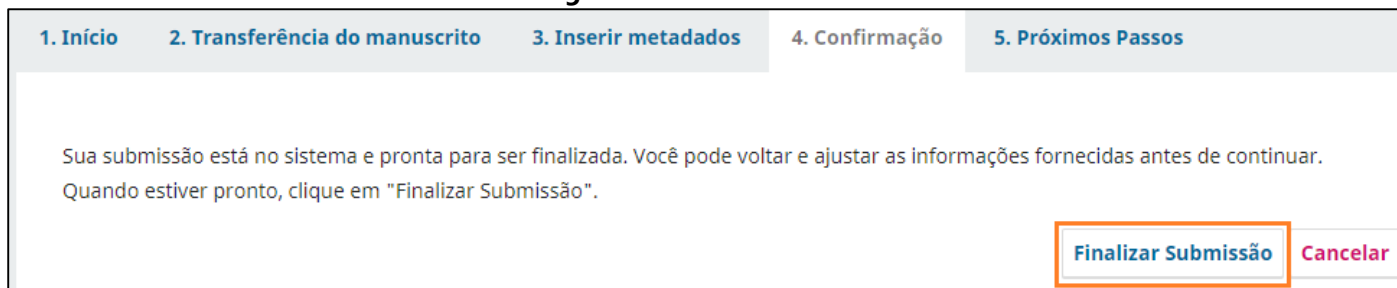 1. Início 2. Transferência do manuscrito 3. Inserir metadados 4. Confirmação 5. Próximos Passos
Sua submissão está no sistema e pronta para ser finalizada. Você pode voltar e ajustar as informações fornecidas antes de continuar.
Quando estiver pronto, clique em "Finalizar Submissão".
Finalizar Submissão Cancelar